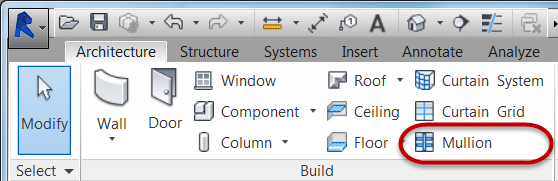 Architecture Structure Systems Insert Annotate Analyze
Modify
Wall
Door
Window
Component
Column
Roof
Ceiling
Floor
Curtain System
Curtain Grid
Mullion
Select
Build